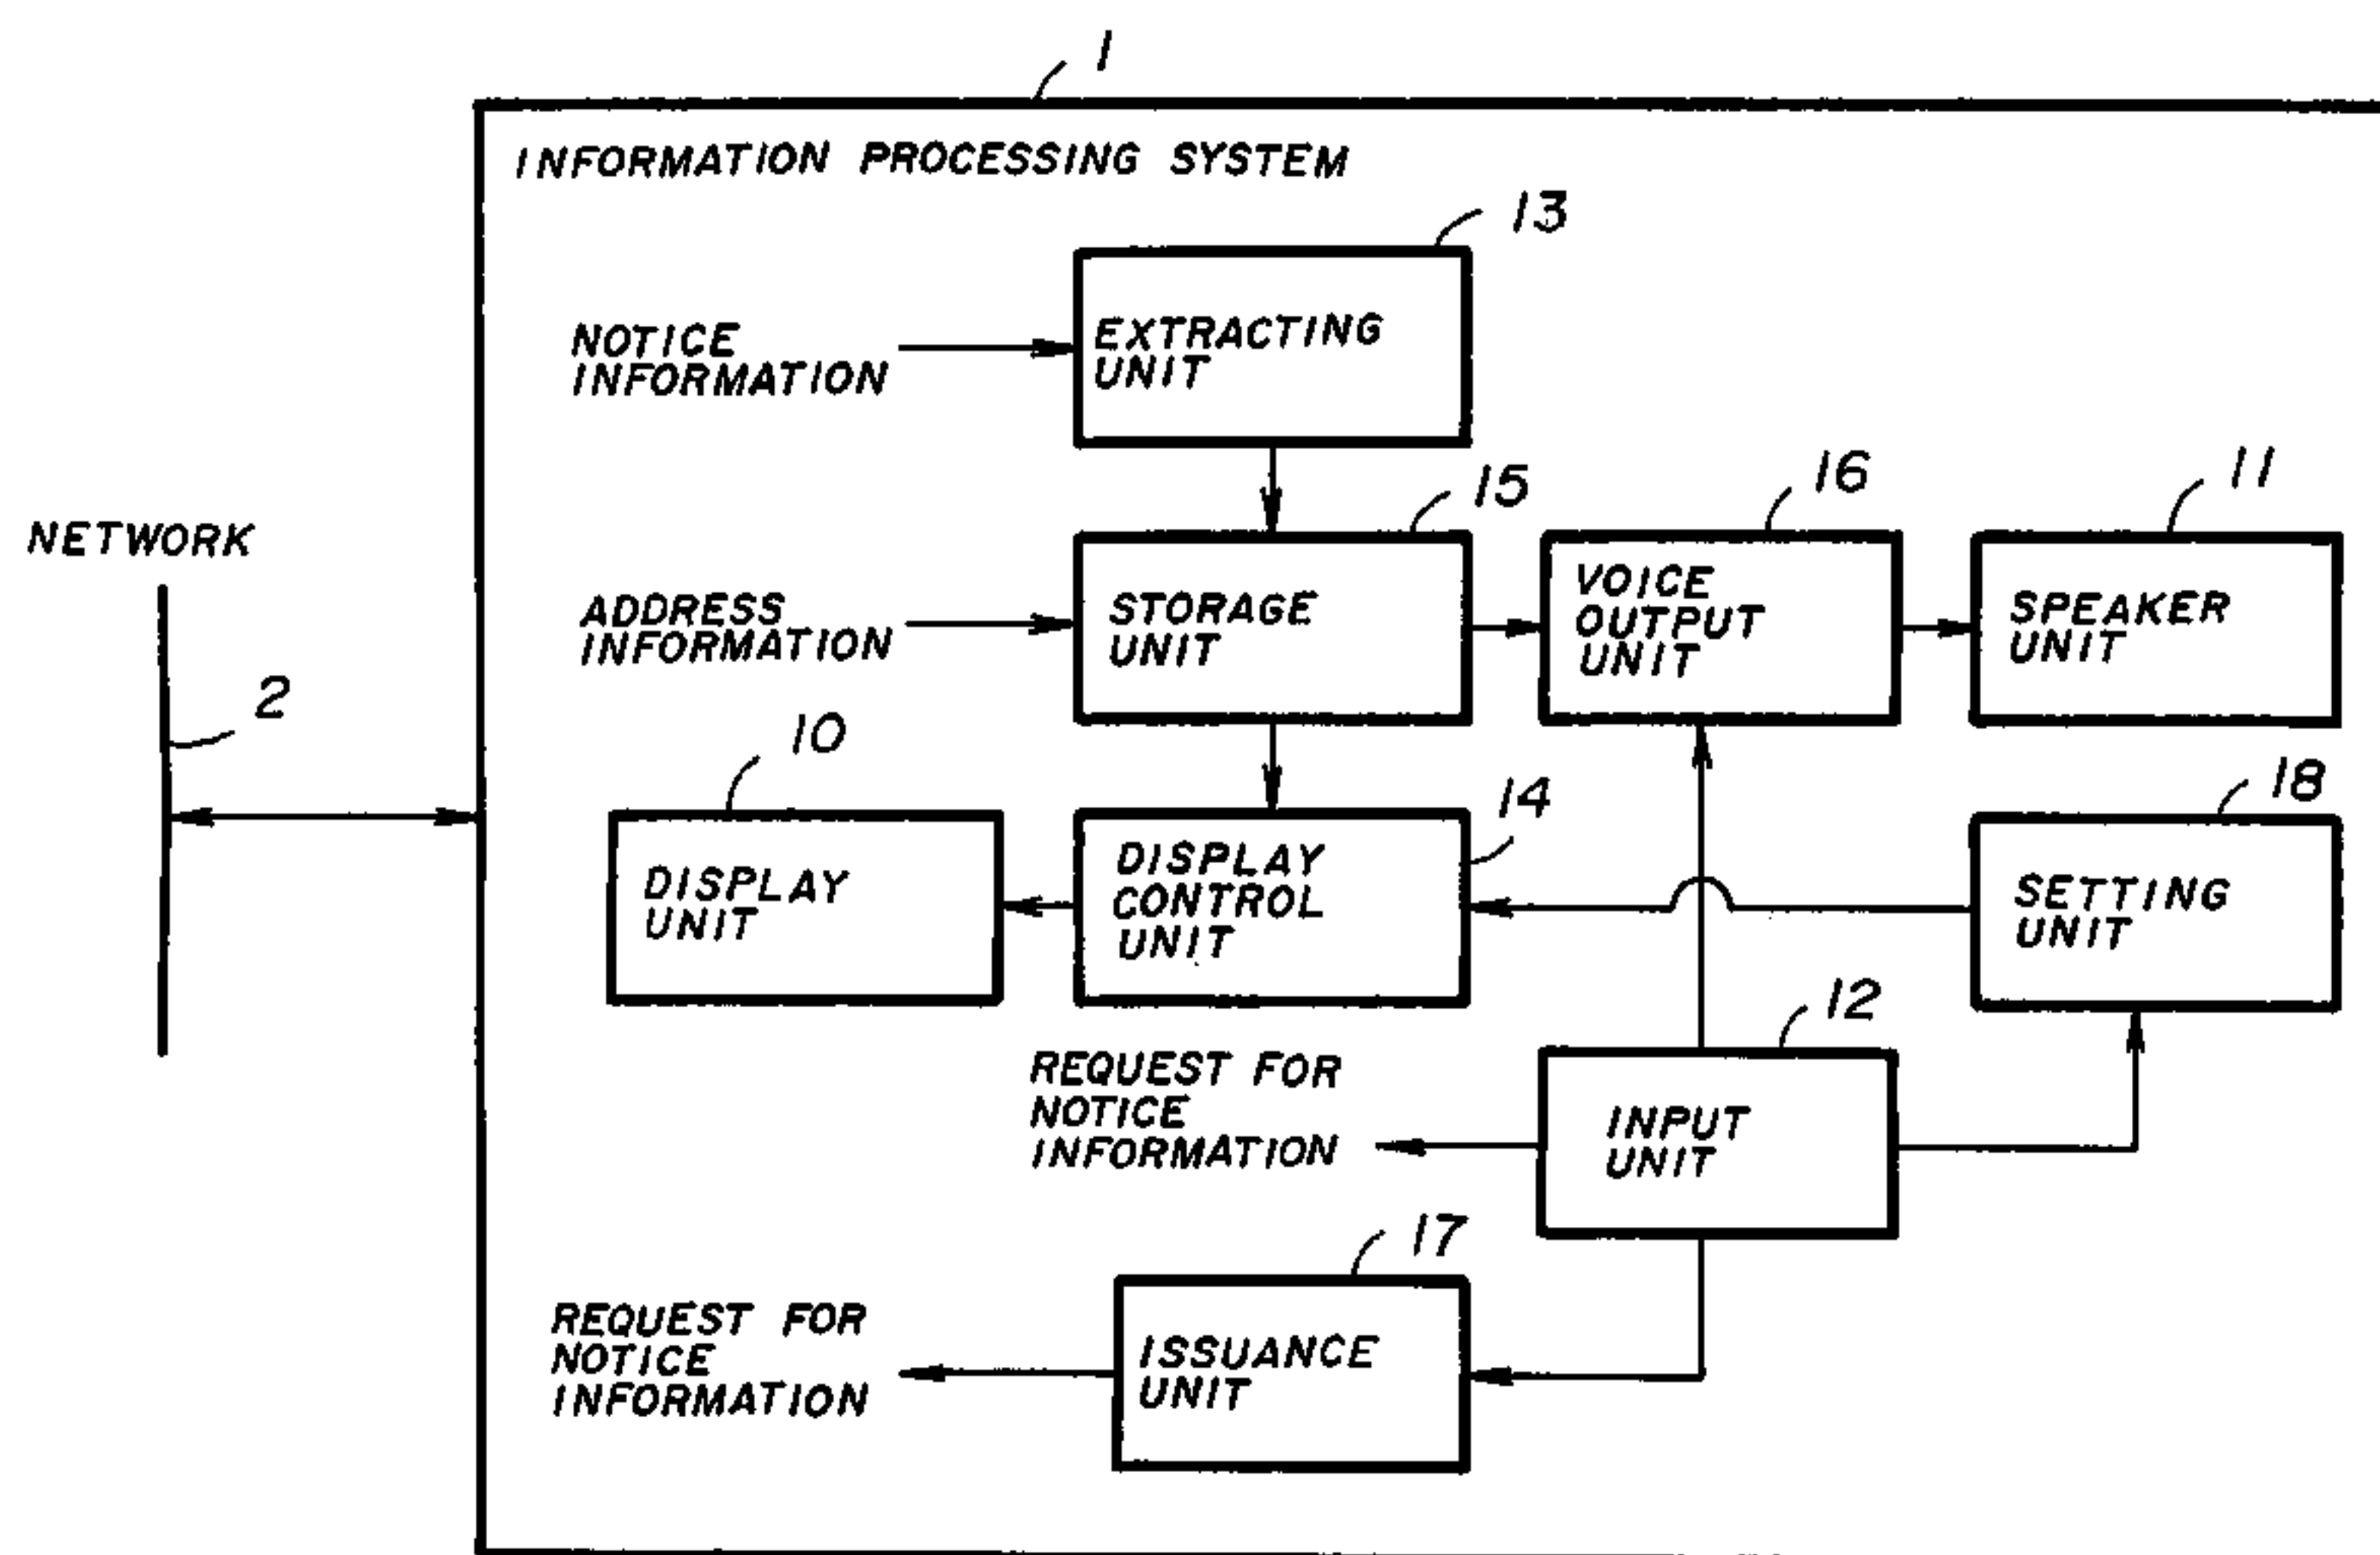 1
INFORMATION PROCESSING SYSTEM
13
NOTICE
INFORMATION
EXTRACTING
UNIT
15
16
11
NETWORK
ADDRESS
INFORMATION
STORAGE
UNIT
VOICE
OUTPUT
UNIT
SPEAKER
UNIT
2
10
14
18
DISPLAY
UNIT
DISPLAY
CONTROL
UNIT
SETTING
UNIT
12
REQUEST FOR
NOTICE
INFORMATION
INPUT
UNIT
17
REQUEST FOR
NOTICE
INFORMATION
ISSUANCE
UNIT